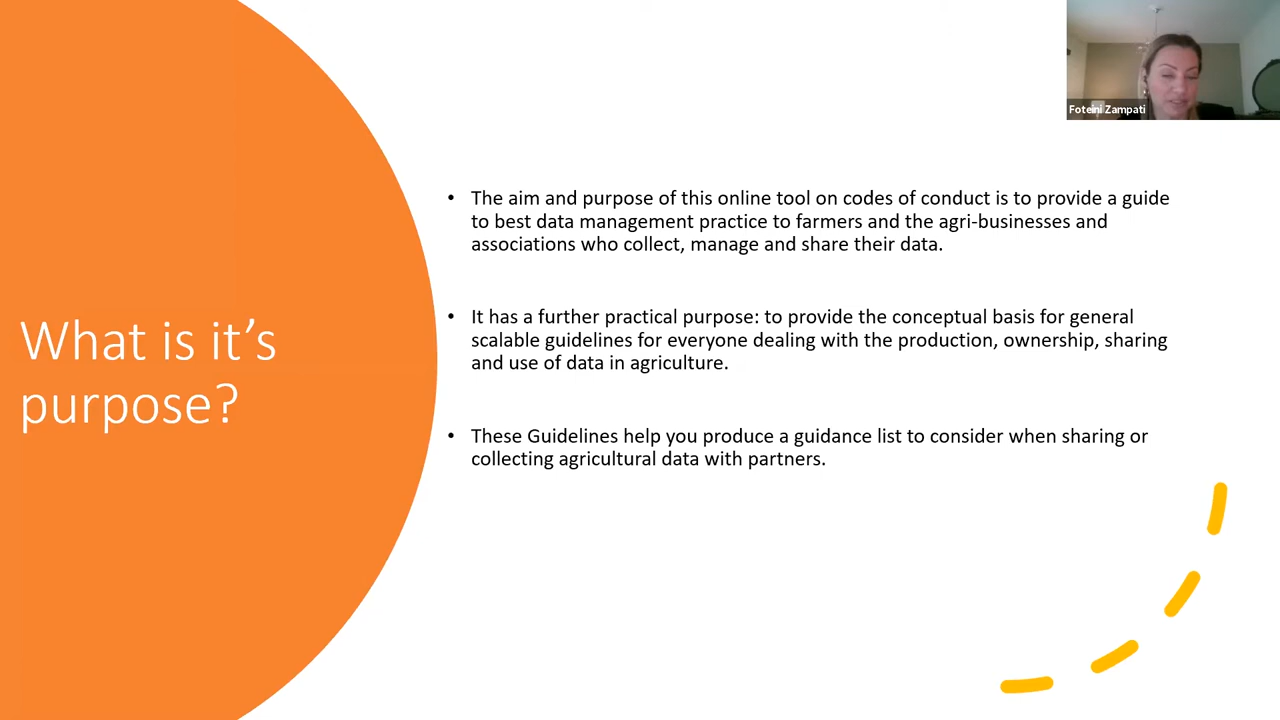 Foteini Zampati
What is it's
purpose?
• The aim and purpose of this online tool on codes of conduct is to provide a guide
to best data management practice to farmers and the agri-businesses and
associations who collect, manage and share their data.
• It has a further practical purpose: to provide the conceptual basis for general
scalable guidelines for everyone dealing with the production, ownership, sharing
and use of data in agriculture.
• These Guidelines help you produce a guidance list to consider when sharing or
collecting agricultural data with partners.